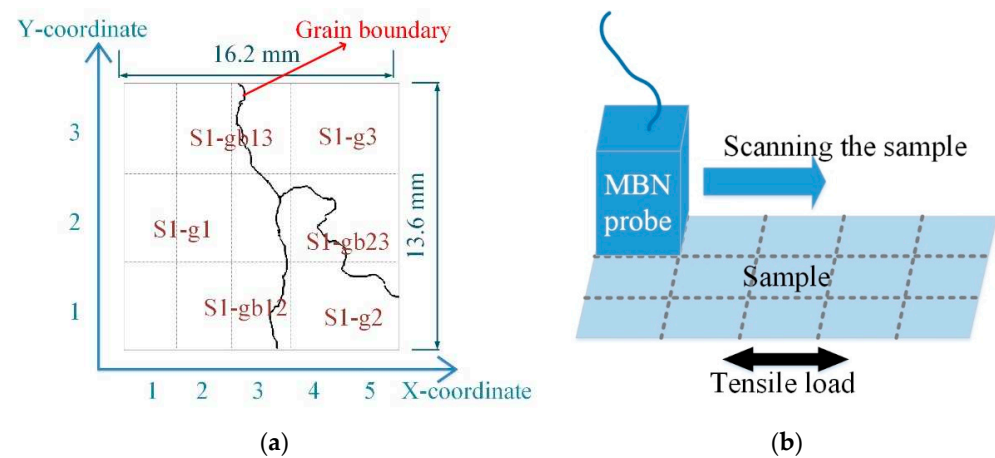 Y-coordinate
Grain boundary
16.2 mm
3
S1-gb13
S1-g3
2
S1-g1
S1-gb23
13.6 mm
1
S1-gb12
S1-g2
1 2 3 4 5
X-coordinate
(a)
Scanning the sample
MBN
probe
Sample
Tensile load
(b)